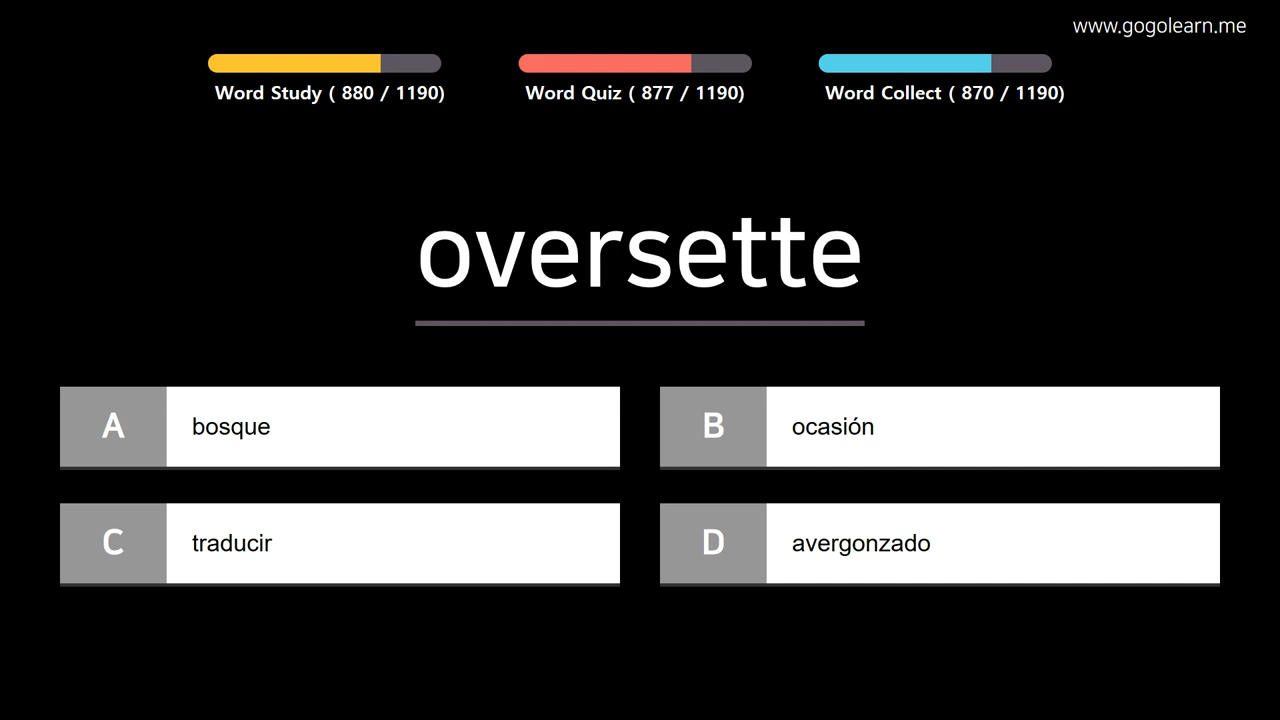 www.gogolearn.me
Word Study ( 880 / 1190)
Word Quiz ( 877 / 1190)
Word Collect ( 870 / 1190)
oversette
A bosque
B ocasión
C traducir
D avergonzado